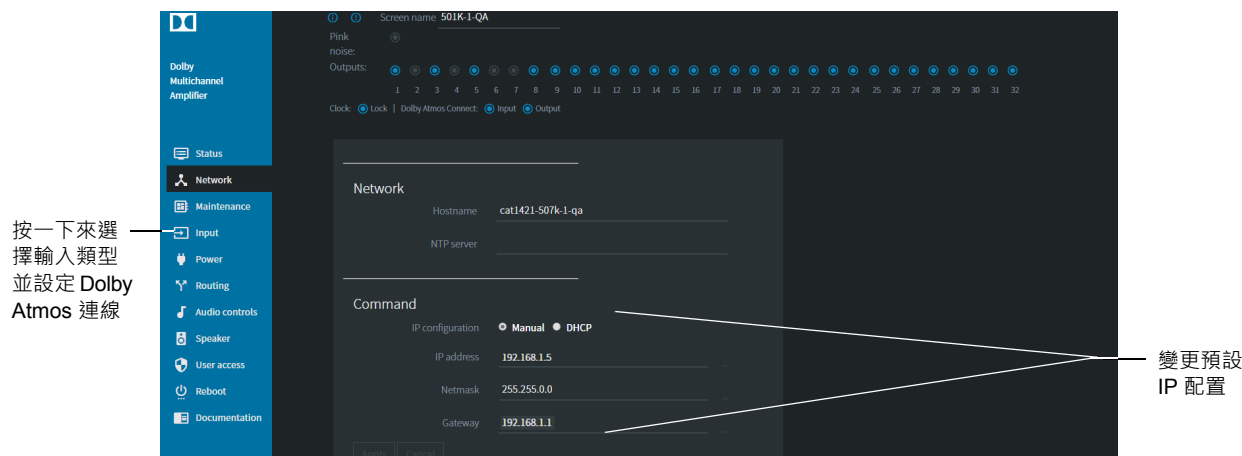 Screen name 501K-1-QA
Pink
noise:
Outputs:
1 2 3 4 5 6 7 8 9 10 11 12 13 14 15 16 17 18 19 20 21 22 23 24 25 26 27 28 29 30 31 32
Clock: Lock | Dolby Atmos Connect: Input Output
Dolby
Multichannel
Amplifier
Status
Network
Maintenance
Input
Power
Routing
Audio controls
Speaker
User access
Reboot
Documentation
Network
Hostname cat1421-507k-1-qa
NTP server
Command
IP configuration Manual DHCP
IP address 192.168.1.5
Netmask 255.255.0.0
Gateway 192.168.1.1
Apply Cancel
按一下來選
擇輸入類型
並設定 Dolby
Atmos 連線
變更預設
IP 配置